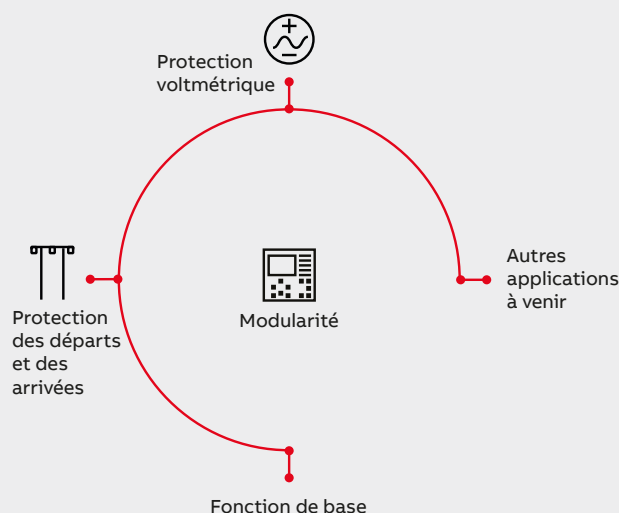 Protection
voltmétrique
Autres
applications
à venir
Modularité
Protection
des départs
et des
arrivées
Fonction de base